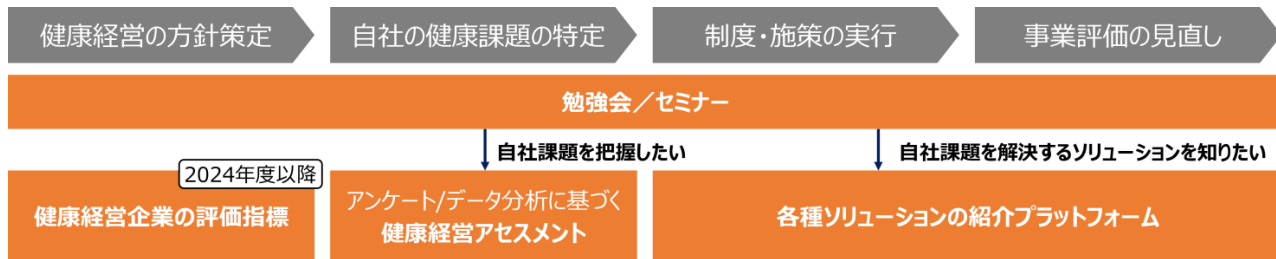 健康経営の方針策定
自社の健康課題の特定
制度・施策の実行
事業評価の見直し
勉強会／セミナー
自社課題を把握したい
自社課題を解決するソリューションを知りたい
2024年度以降
健康経営企業の評価指標
アンケート/データ分析に基づく
健康経営アセスメント
各種ソリューションの紹介プラットフォーム